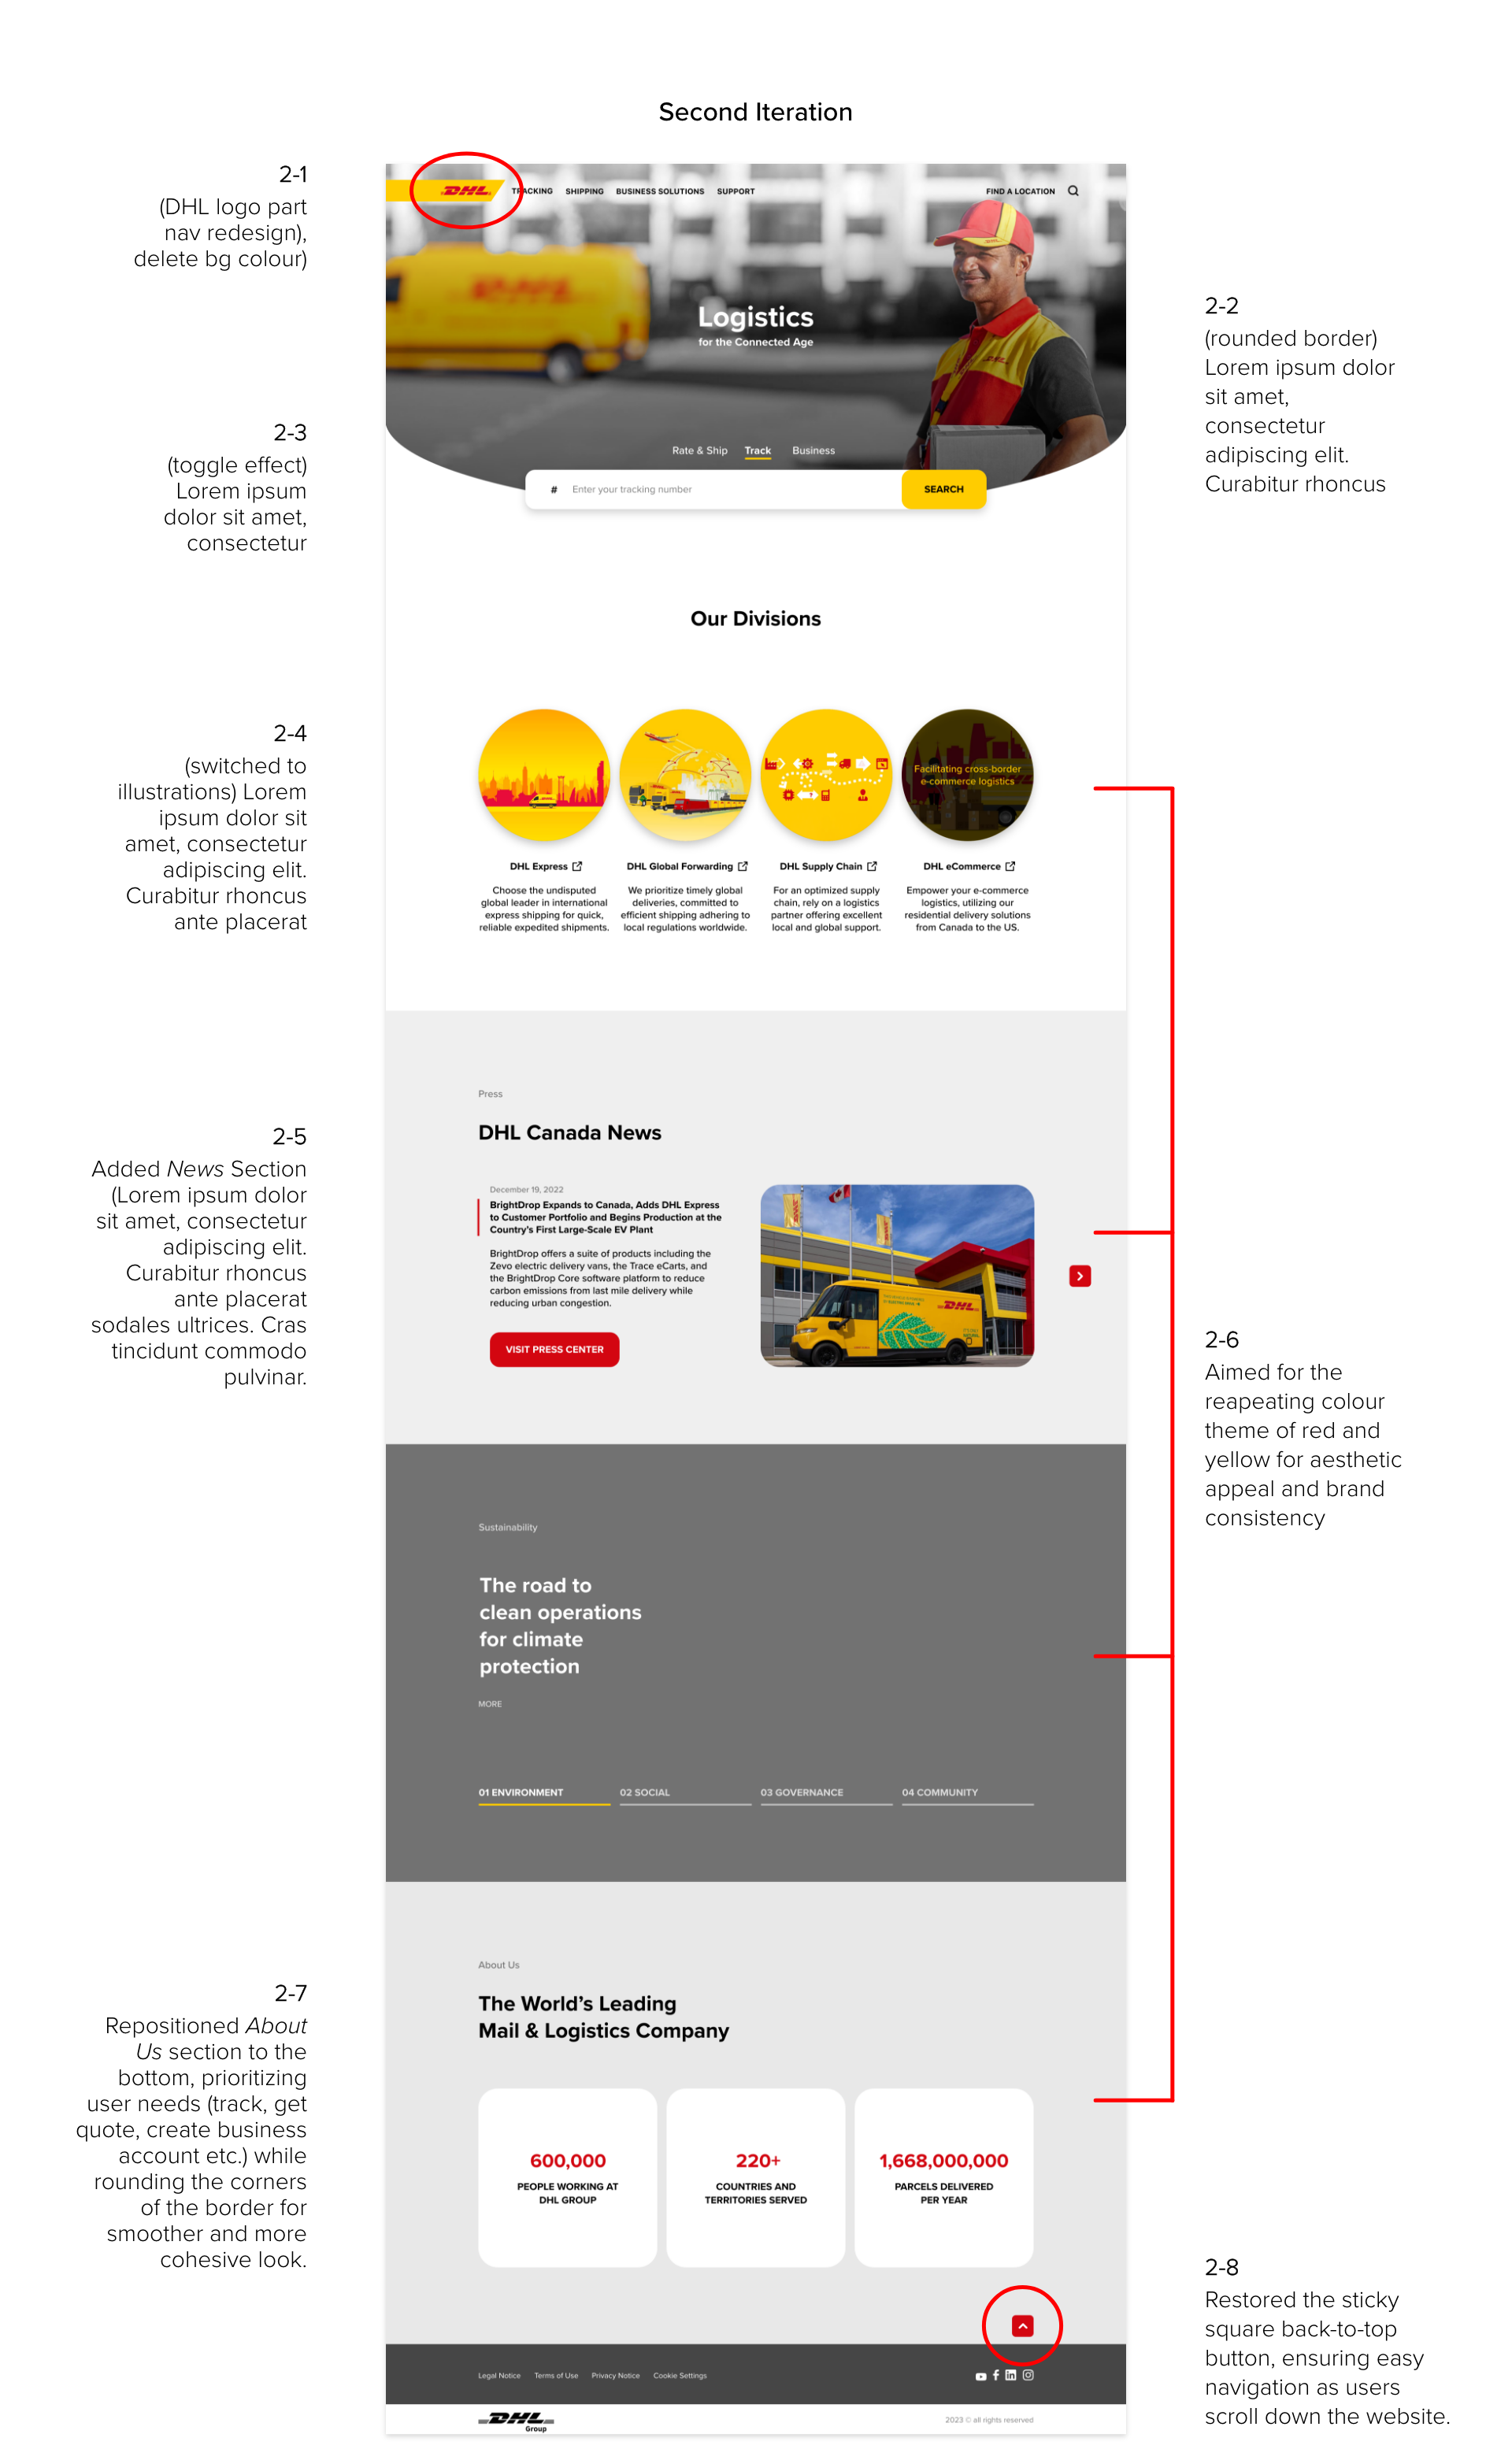 Second Iteration
2-1
(DHL logo part
nav redesign),
delete bg colour)
2-2
(rounded border)
Lorem ipsum dolor
sit amet,
consectetur
adipiscing elit.
Curabitur rhoncus
2-3
(toggle effect)
Lorem ipsum
dolor sit amet,
consectetur
2-4
(switched to
illustrations) Lorem
ipsum dolor sit
amet, consectetur
adipiscing elit.
Curabitur rhoncus
ante placerat
2-5
Added News Section
(Lorem ipsum dolor
sit amet, consectetur
adipiscing elit.
Curabitur rhoncus
ante placerat
sodales ultrices. Cras
tincidunt commodo
pulvinar.
2-6
Aimed for the
reapeating colour
theme of red and
yellow for aesthetic
appeal and brand
consistency
2-7
Repositioned About
Us section to the
bottom, prioritizing
user needs (track, get
quote, create business
account etc.) while
rounding the corners
of the border for
smoother and more
cohesive look.
2-8
Restored the sticky
square back-to-top
button, ensuring easy
navigation as users
scroll down the website.
DHL TRACKING SHIPPING BUSINESS SOLUTIONS SUPPORT FIND A LOCATION
Logistics
for the Connected Age
Rate & Ship Track Business
# Enter your tracking number SEARCH
Our Divisions
Facilitating cross-border
e-commerce logistics
DHL Express
Choose the undisputed
global leader in international
express shipping for quick,
reliable expedited shipments.
DHL Global Forwarding
We prioritize timely global
deliveries, committed to
efficient shipping adhering to
local regulations worldwide.
DHL Supply Chain
For an optimized supply
chain, rely on a logistics
partner offering excellent
local and global support.
DHL eCommerce
Empower your e-commerce
logistics, utilizing our
residential delivery solutions
from Canada to the US.
Press
DHL Canada News
December 19, 2022
BrightDrop Expands to Canada, Adds DHL Express
to Customer Portfolio and Begins Production at the
Country's First Large-Scale EV Plant
BrightDrop offers a suite of products including the
Zevo electric delivery vans, the Trace eCarts, and
the BrightDrop Core software platform to reduce
carbon emissions from last mile delivery while
reducing urban congestion.
VISIT PRESS CENTER
DHL
Sustainability
The road to
clean operations
for climate
protection
MORE
01 ENVIRONMENT 02 SOCIAL 03 GOVERNANCE 04 COMMUNITY
About Us
The World's Leading
Mail & Logistics Company
600,000
PEOPLE WORKING AT
DHL GROUP
220+
COUNTRIES AND
TERRITORIES SERVED
1,668,000,000
PARCELS DELIVERED
PER YEAR
Legal Notice Terms of Use Privacy Notice Cookie Settings
DHL
Group
2023 © all rights reserved